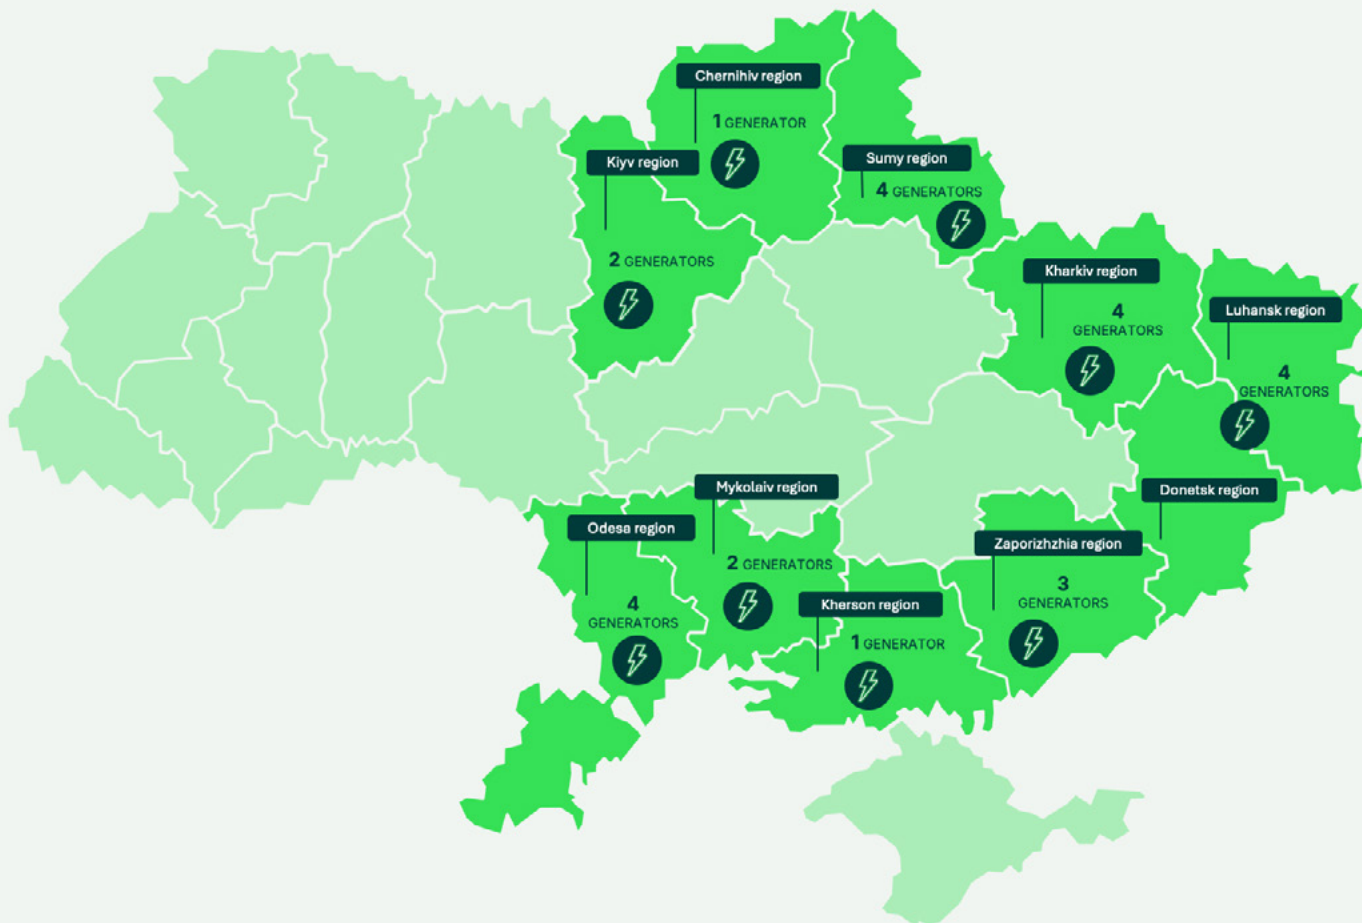 Chernihiv region
1 GENERATOR
Kiyv region
2 GENERATORS
Sumy region
4 GENERATORS
Kharkiv region
4
GENERATORS
Luhansk region
4
GENERATORS
Donetsk region
Mykolaiv region
2 GENERATORS
Odesa region
4
GENERATORS
Zaporizhzhia region
3
GENERATORS
Kherson region
1 GENERATOR